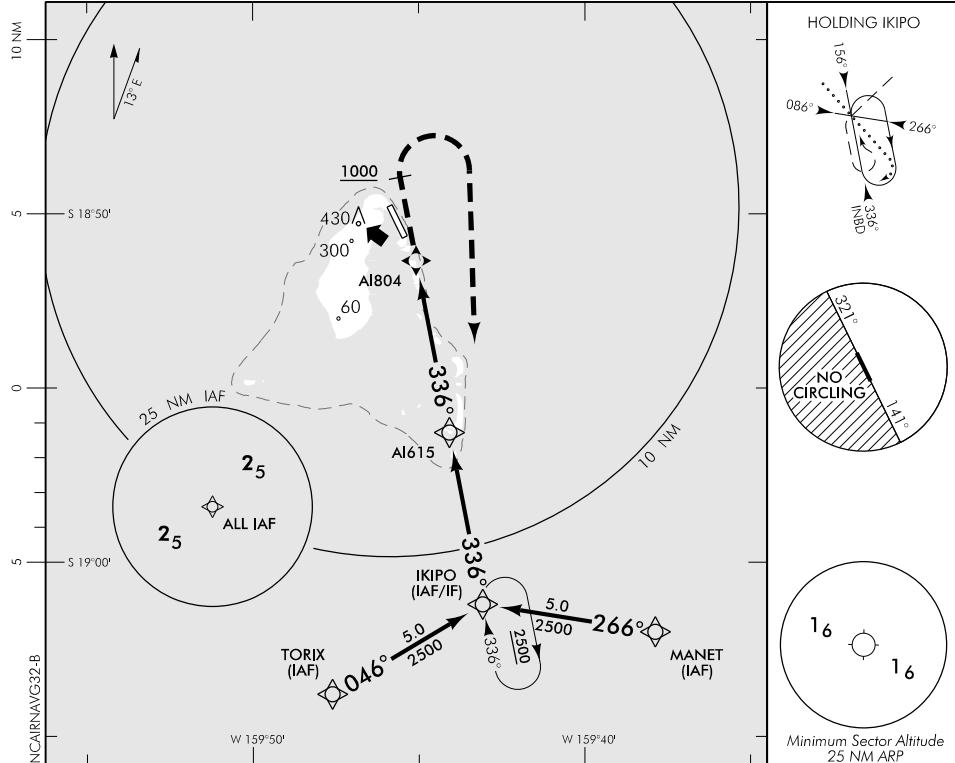 10 NM
13° E
5
S 18°50'
1000
430
300
AI804
60
0
336°
25 NM IAF
AI615
2₅
ALL IAF
2₅
10 NM
5
S 19°00'
336°
IKIPO
(IAF/IF)
5.0
2500
266°
MANET
(IAF)
TORIX
(IAF)
046°
5.0
2500
336°
2500
NCAIRNAVG32-B
W 159°50'
W 159°40'
HOLDING IKIPO
156°
086°
266°
336°
INBD
321°
NO
CIRCLING
141°
1₆
1₆
Minimum Sector Altitude
25 NM ARP